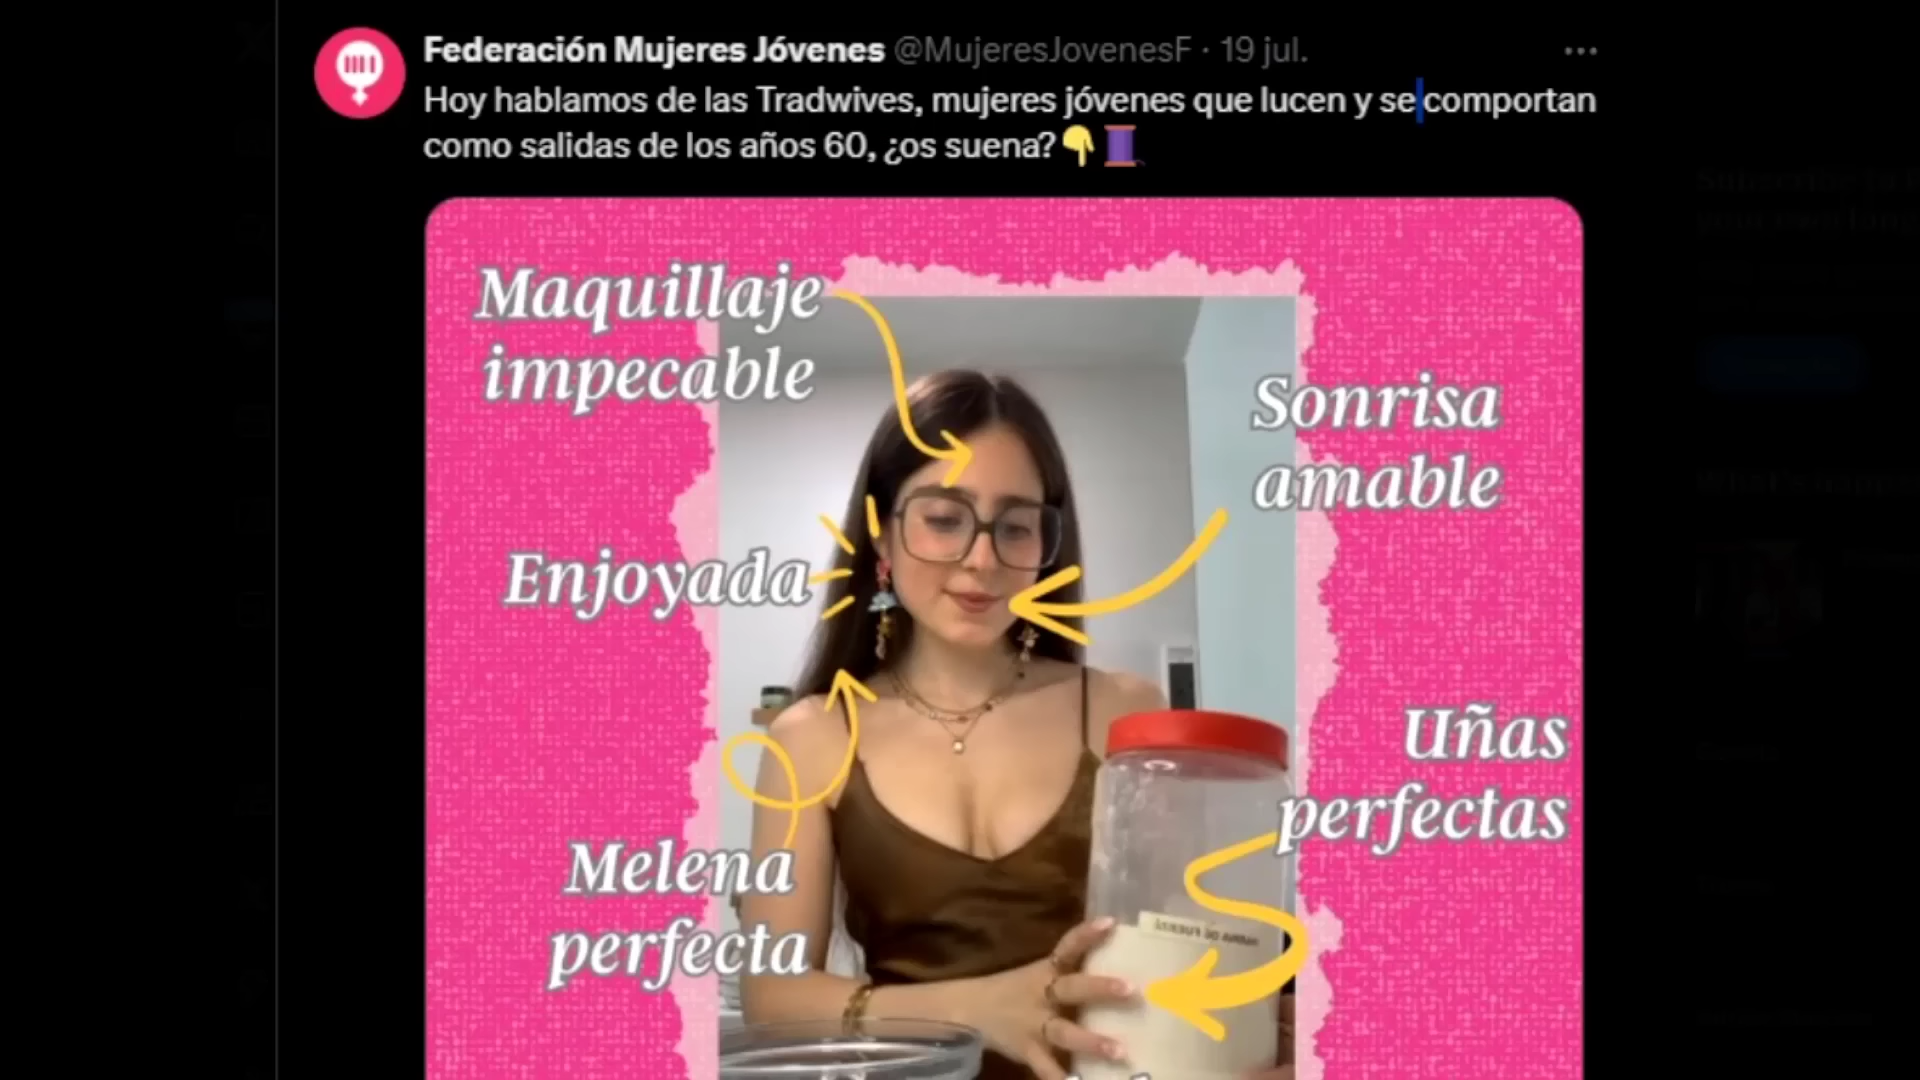 Federación Mujeres Jóvenes @MujeresJovenesF · 19 jul.
Hoy hablamos de las Tradwives, mujeres jóvenes que lucen y se comportan
como salidas de los años 60, ¿os suena?
Maquillaje
impecable
Sonrisa
amable
Enjoyada
Uñas
perfectas
Melena
perfecta